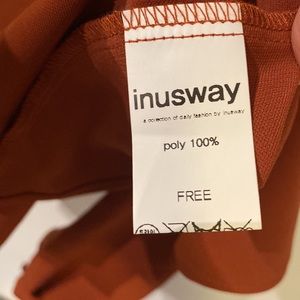 inusway
a collection of daily fashion by inusway
poly 100%
FREE